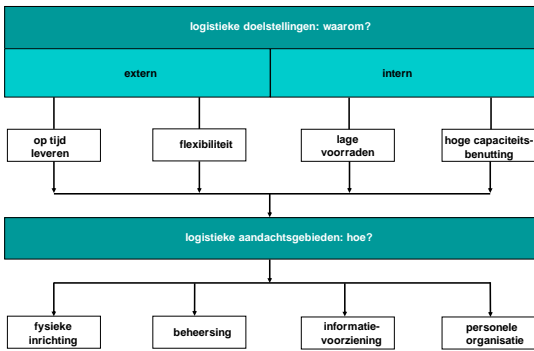 logistieke doelstellingen: waarom?
extern
intern
op tijd
leveren
flexibiliteit
lage
voorraden
hoge capaciteits-
benutting
logistieke aandachtsgebieden: hoe?
fysieke
inrichting
beheersing
informatie-
voorziening
personele
organisatie